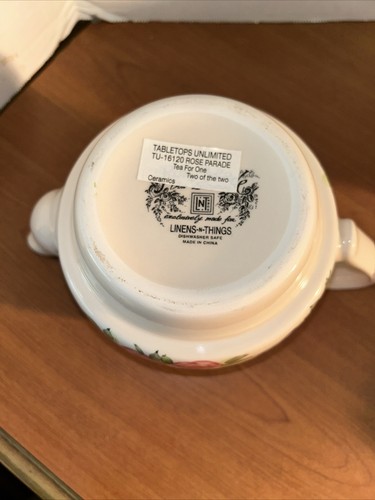 TABLETOPS UNLIMITED
TU-16120 ROSE PARADE
Tea For One
Ceramics Two of the two
LNT
exclusively made for
LINENS-N-THINGS
DISHWASHER SAFE
MADE IN CHINA